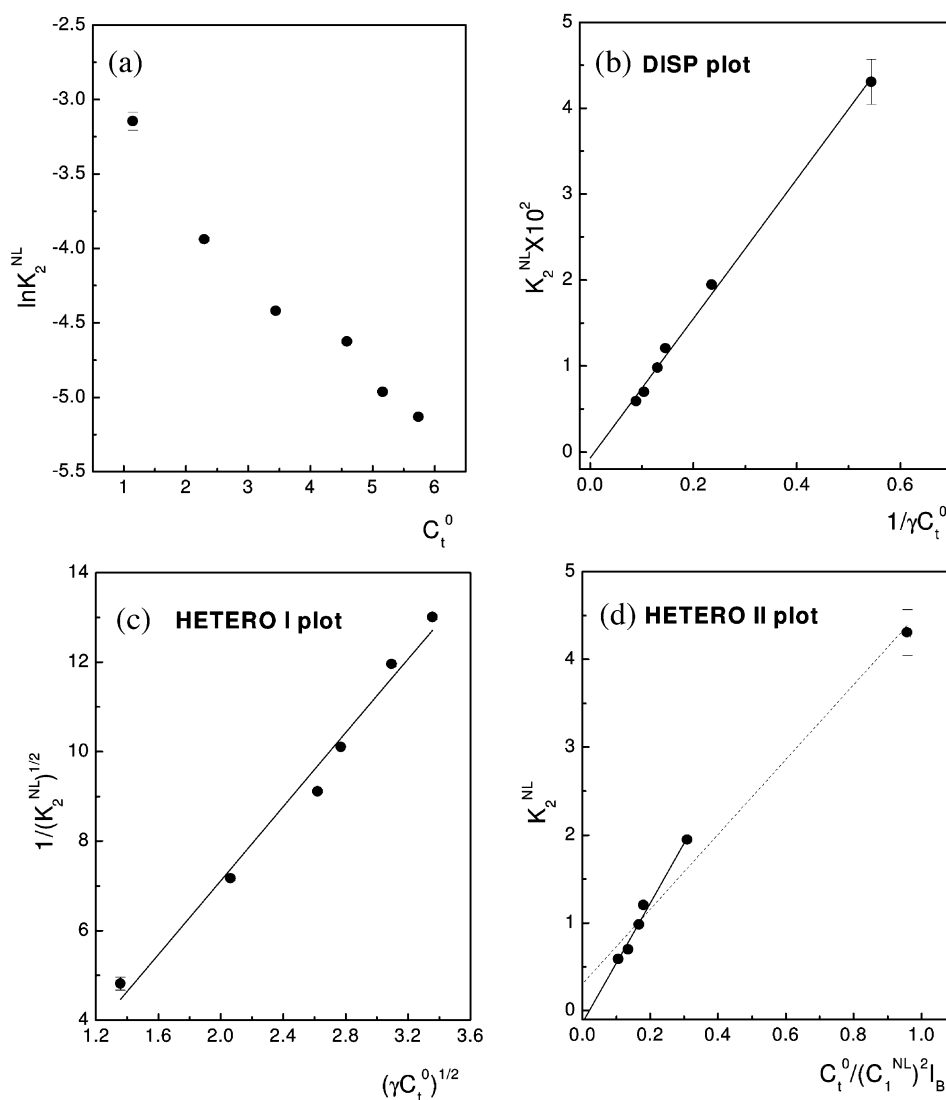 (a)
-2.5
-3.0
-3.5
-4.0
-4.5
-5.0
-5.5
lnK₂ᴺᴸ
1 2 3 4 5 6
Cₜ⁰
(b) DISP plot
5
4
3
2
1
0
K₂ᴺᴸX10²
0.0 0.2 0.4 0.6
1/γCₜ⁰
(c) HETERO I plot
14
12
10
8
6
4
1/(K₂ᴺᴸ)¹/²
1.6 2.0 2.4 2.8 3.2 3.6
(γCₜ⁰)¹/²
(d) HETERO II plot
5
4
3
2
1
0
K₂ᴺᴸ
0.0 0.2 0.4 0.6 0.8 1.0
Cₜ⁰/(C₁ᴺᴸ)²I_B